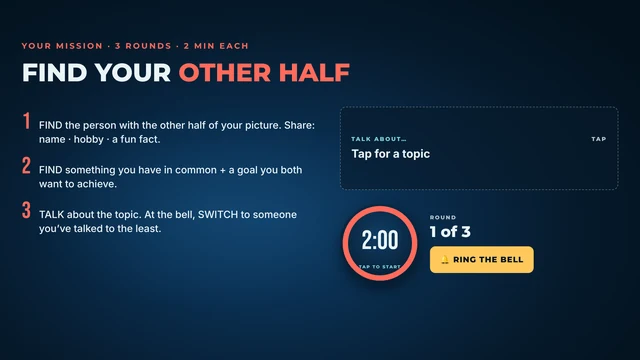 YOUR MISSION · 3 ROUNDS · 2 MIN EACH
FIND YOUR OTHER HALF
1 FIND the person with the other half of your picture. Share:
name · hobby · a fun fact.
2 FIND something you have in common + a goal you both
want to achieve.
3 TALK about the topic. At the bell, SWITCH to someone
you've talked to the least.
TALK ABOUT…
TAP
Tap for a topic
2:00
TAP TO START
ROUND
1 of 3
🔔 RING THE BELL